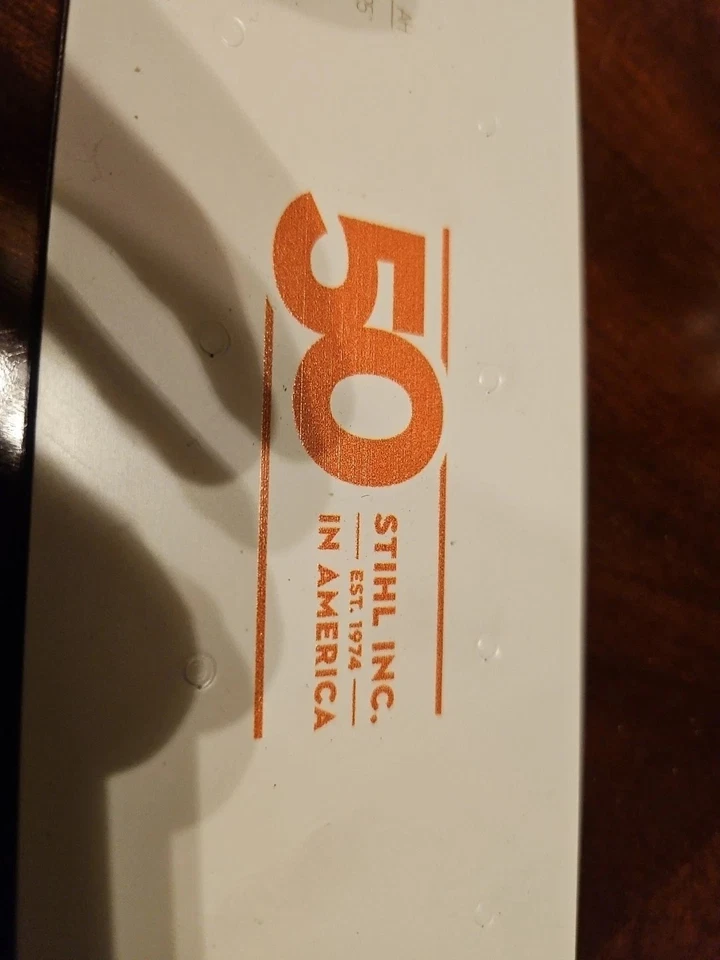 50
STIHL INC.
EST. 1974
IN AMERICA